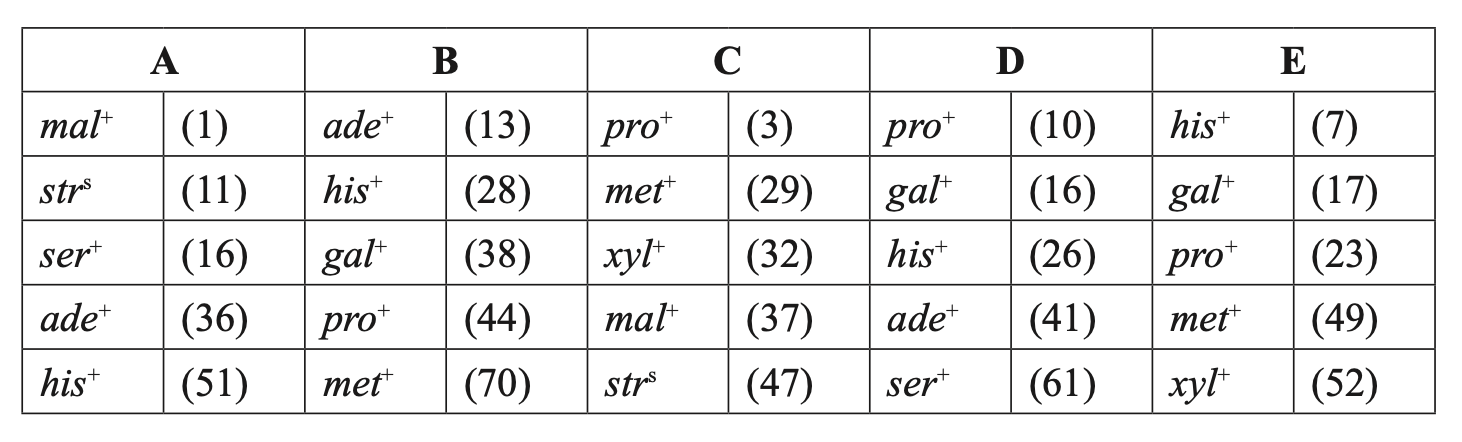 A B C D E
mal⁺ (1) ade⁺ (13) pro⁺ (3) pro⁺ (10) his⁺ (7)
strˢ (11) his⁺ (28) met⁺ (29) gal⁺ (16) gal⁺ (17)
ser⁺ (16) gal⁺ (38) xyl⁺ (32) his⁺ (26) pro⁺ (23)
ade⁺ (36) pro⁺ (44) mal⁺ (37) ade⁺ (41) met⁺ (49)
his⁺ (51) met⁺ (70) strˢ (47) ser⁺ (61) xyl⁺ (52)